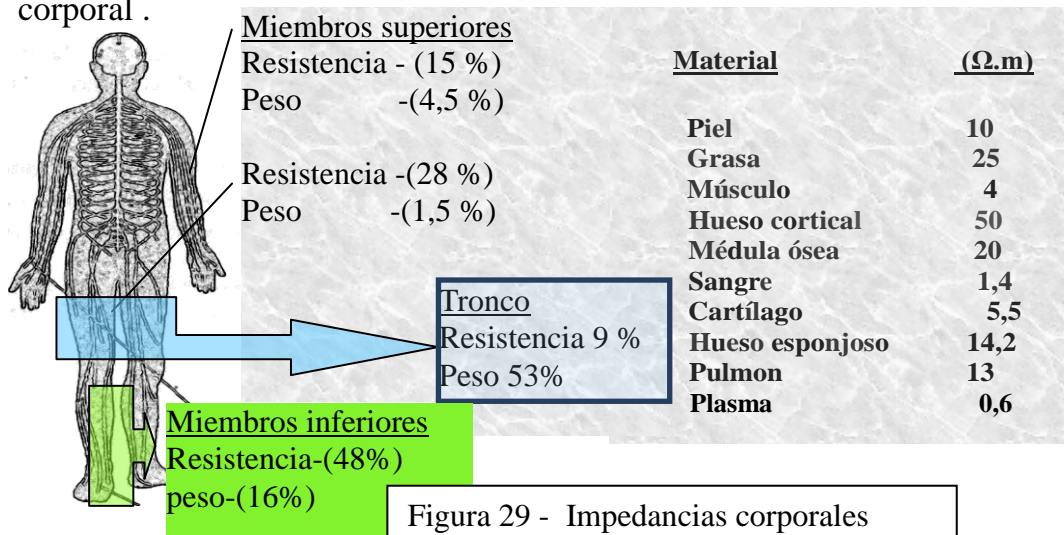 corporal .
Miembros superiores
Resistencia - (15 %)
Peso -(4,5 %)
Resistencia -(28 %)
Peso -(1,5 %)
Tronco
Resistencia 9 %
Peso 53%
Miembros inferiores
Resistencia-(48%)
peso-(16%)
Material (Ω.m)
Piel 10
Grasa 25
Músculo 4
Hueso cortical 50
Médula ósea 20
Sangre 1,4
Cartílago 5,5
Hueso esponjoso 14,2
Pulmon 13
Plasma 0,6
Figura 29 - Impedancias corporales